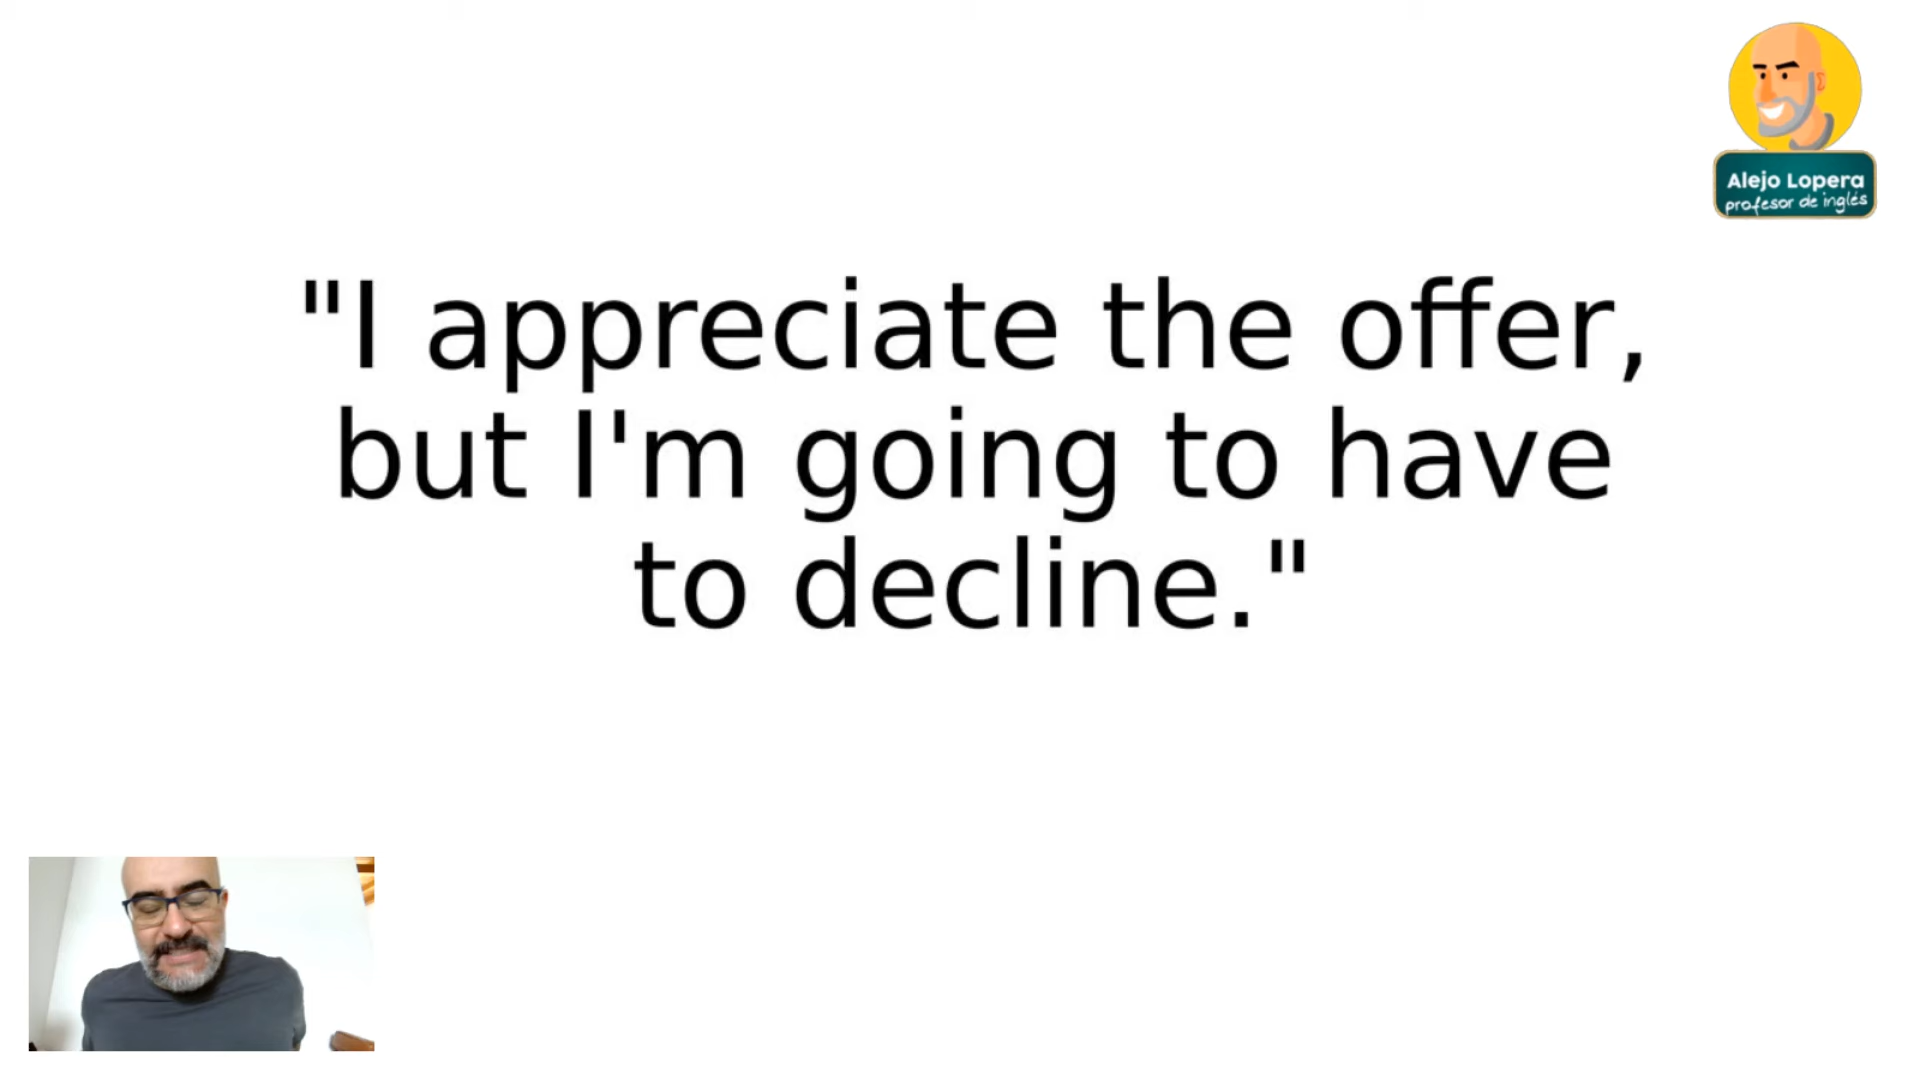 Alejo Lopera
profesor de inglés
"I appreciate the offer,
but I'm going to have
to decline."